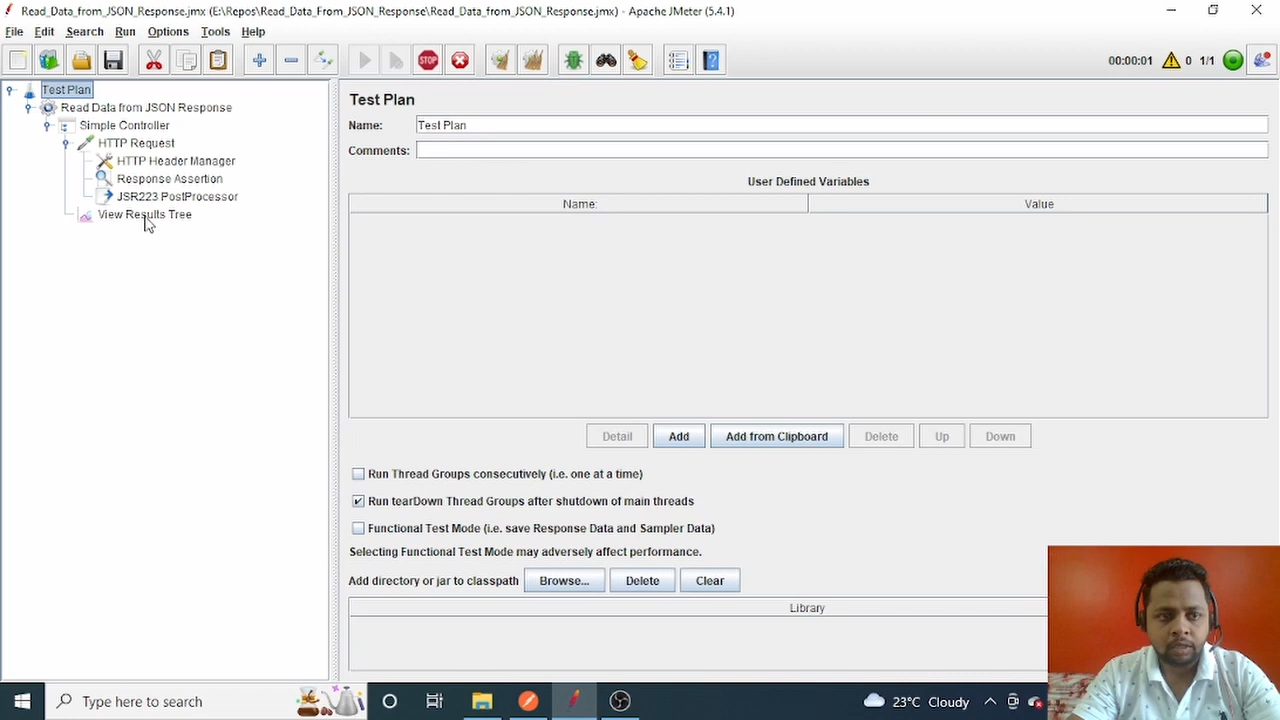 Read_Data_from_JSON_Response.jmx (E:\Repos\Read_Data_From_JSON_Response\Read_Data_from_JSON_Response.jmx) - Apache JMeter (5.4.1)
File Edit Search Run Options Tools Help
STOP 00:00:01 0 1/1
Test Plan
Read Data from JSON Response
Simple Controller
HTTP Request
HTTP Header Manager
Response Assertion
JSR223 PostProcessor
View Results Tree
Test Plan
Name: Test Plan
Comments:
User Defined Variables
Name: Value
Detail Add Add from Clipboard Delete Up Down
Run Thread Groups consecutively (i.e. one at a time)
Run tearDown Thread Groups after shutdown of main threads
Functional Test Mode (i.e. save Response Data and Sampler Data)
Selecting Functional Test Mode may adversely affect performance.
Add directory or jar to classpath Browse... Delete Clear
Library
Type here to search 23°C Cloudy